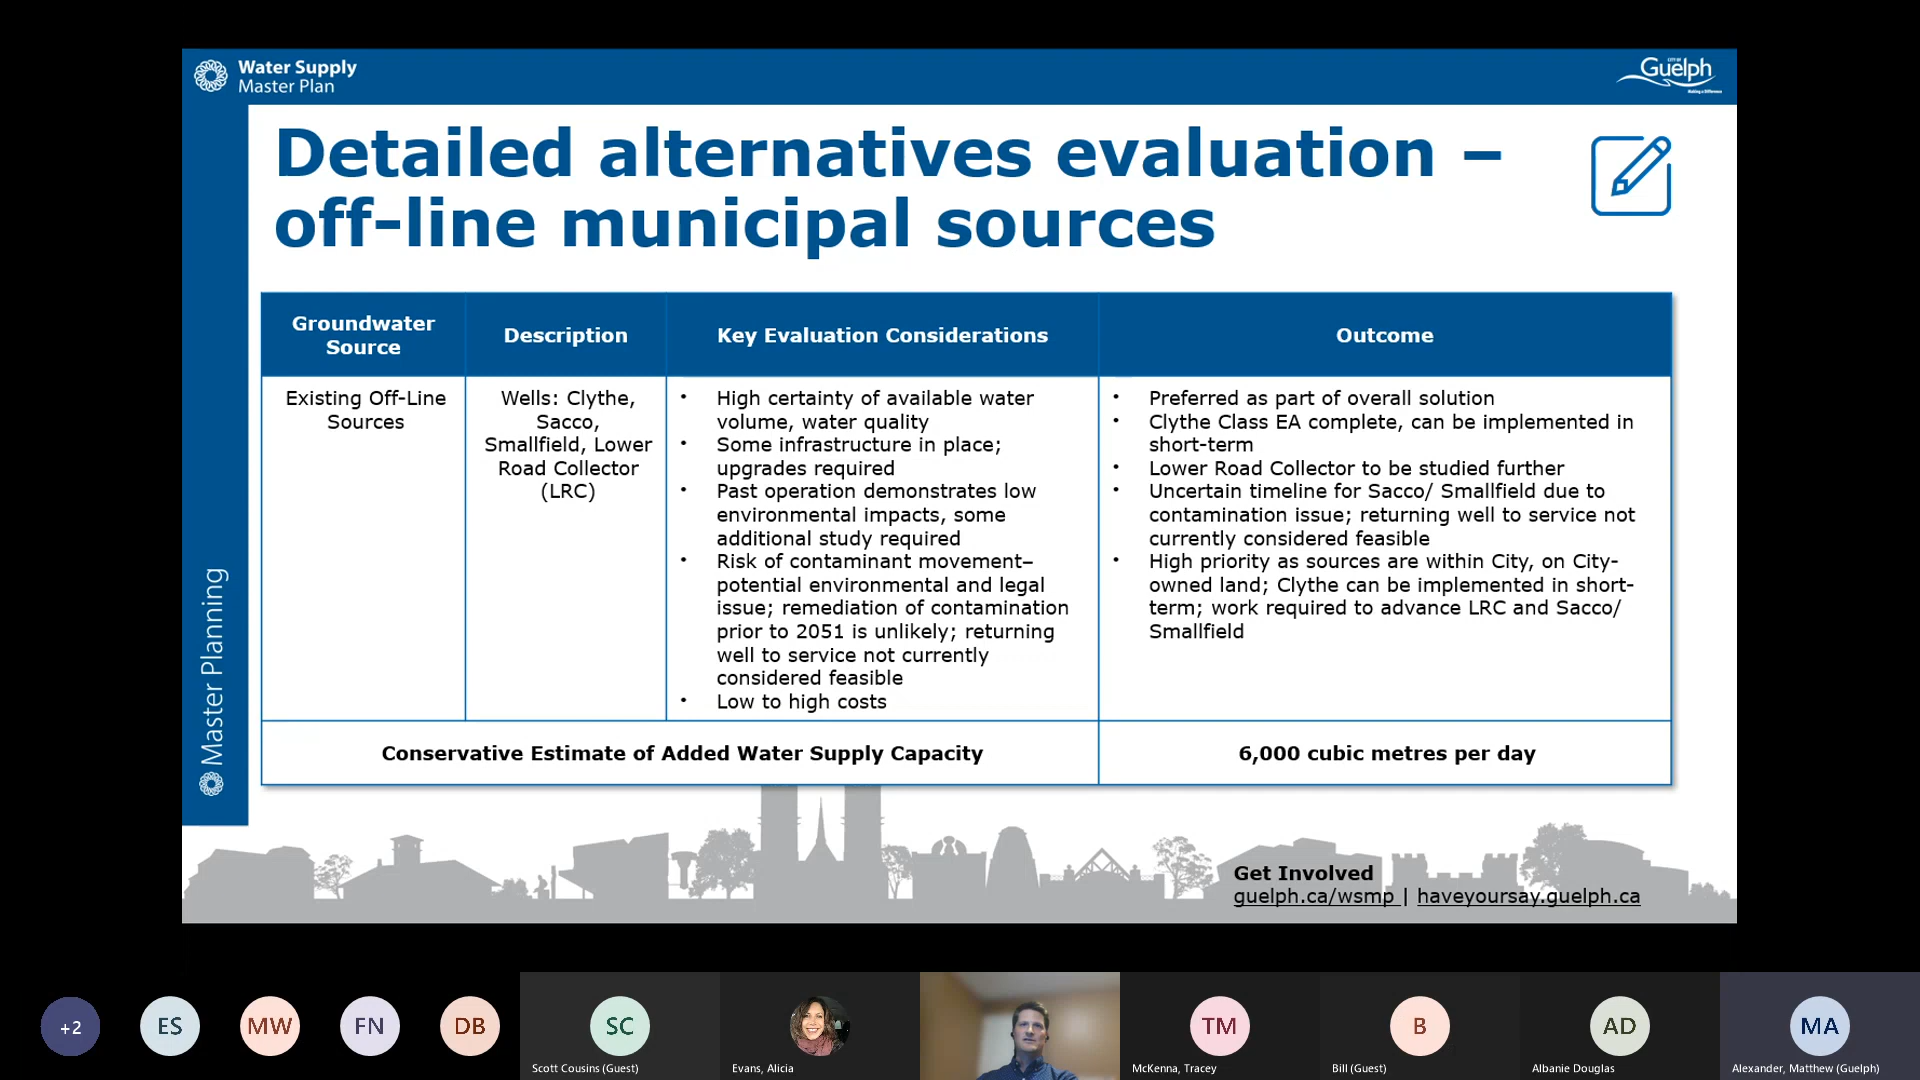 Water Supply
Master Plan
CITY OF
Guelph
Making a Difference
Detailed alternatives evaluation –
off-line municipal sources
Groundwater
Source
Description
Key Evaluation Considerations
Outcome
Existing Off-Line
Sources
Wells: Clythe,
Sacco,
Smallfield, Lower
Road Collector
(LRC)
• High certainty of available water
volume, water quality
• Some infrastructure in place;
upgrades required
• Past operation demonstrates low
environmental impacts, some
additional study required
• Risk of contaminant movement–
potential environmental and legal
issue; remediation of contamination
prior to 2051 is unlikely; returning
well to service not currently
considered feasible
• Low to high costs
• Preferred as part of overall solution
• Clythe Class EA complete, can be implemented in
short-term
• Lower Road Collector to be studied further
• Uncertain timeline for Sacco/ Smallfield due to
contamination issue; returning well to service not
currently considered feasible
• High priority as sources are within City, on City-
owned land; Clythe can be implemented in short-
term; work required to advance LRC and Sacco/
Smallfield
Conservative Estimate of Added Water Supply Capacity
6,000 cubic metres per day
Master Planning
Get Involved
guelph.ca/wsmp | haveyoursay.guelph.ca
+2
ES
MW
FN
DB
SC
Scott Cousins (Guest)
Evans, Alicia
TM
McKenna, Tracey
B
Bill (Guest)
AD
Albanie Douglas
MA
Alexander, Matthew (Guelph)